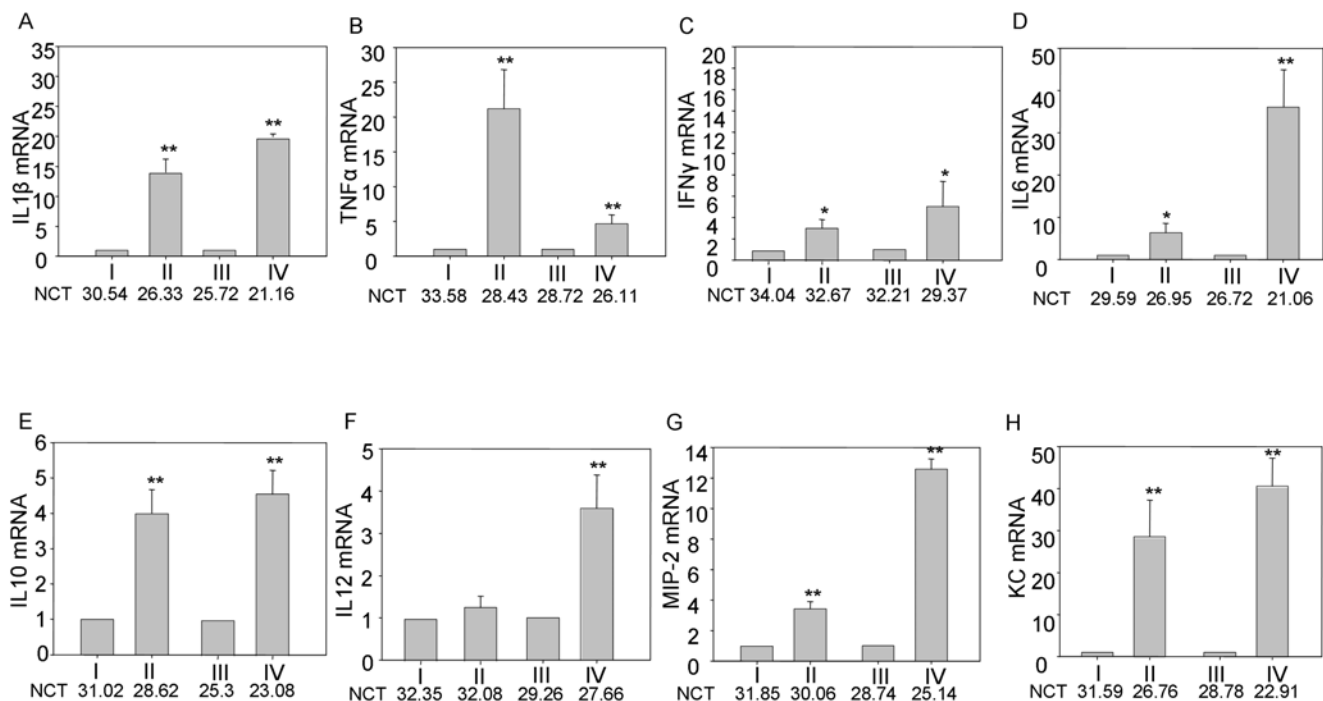 A
IL1β mRNA
35
30
25
20
15
10
5
0
**
**
I II III IV
NCT 30.54 26.33 25.72 21.16
B
TNFα mRNA
30
25
20
15
10
5
0
**
**
I II III IV
NCT 33.58 28.43 28.72 26.11
C
IFNγ mRNA
20
18
16
14
12
10
8
6
4
2
0
*
*
I II III IV
NCT 34.04 32.67 32.21 29.37
D
IL6 mRNA
50
40
30
20
10
0
*
**
I II III IV
NCT 29.59 26.95 26.72 21.06
E
IL10 mRNA
6
5
4
3
2
1
0
**
**
I II III IV
NCT 31.02 28.62 25.3 23.08
F
IL12 mRNA
5
4
3
2
1
0
**
I II III IV
NCT 32.35 32.08 29.26 27.66
G
MIP-2 mRNA
14
12
10
8
6
4
2
0
**
**
I II III IV
NCT 31.85 30.06 28.74 25.14
H
KC mRNA
50
40
30
20
10
0
**
**
I II III IV
NCT 31.59 26.76 28.78 22.91